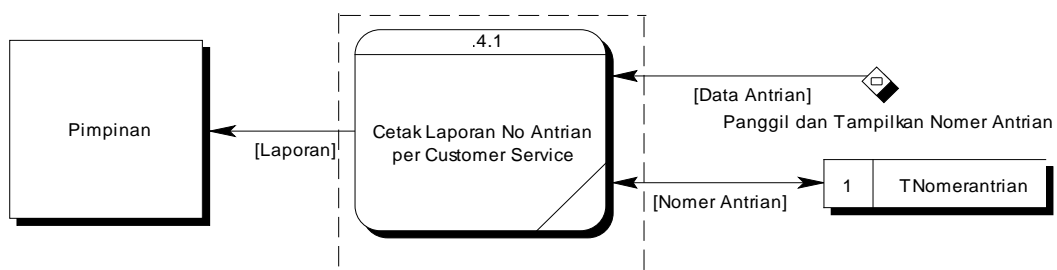 .4.1
[Data Antrian]
Panggil dan Tampilkan Nomer Antrian
Pimpinan
Cetak Laporan No Antrian
per Customer Service
[Laporan]
1
TNomerantrian
[Nomer Antrian]